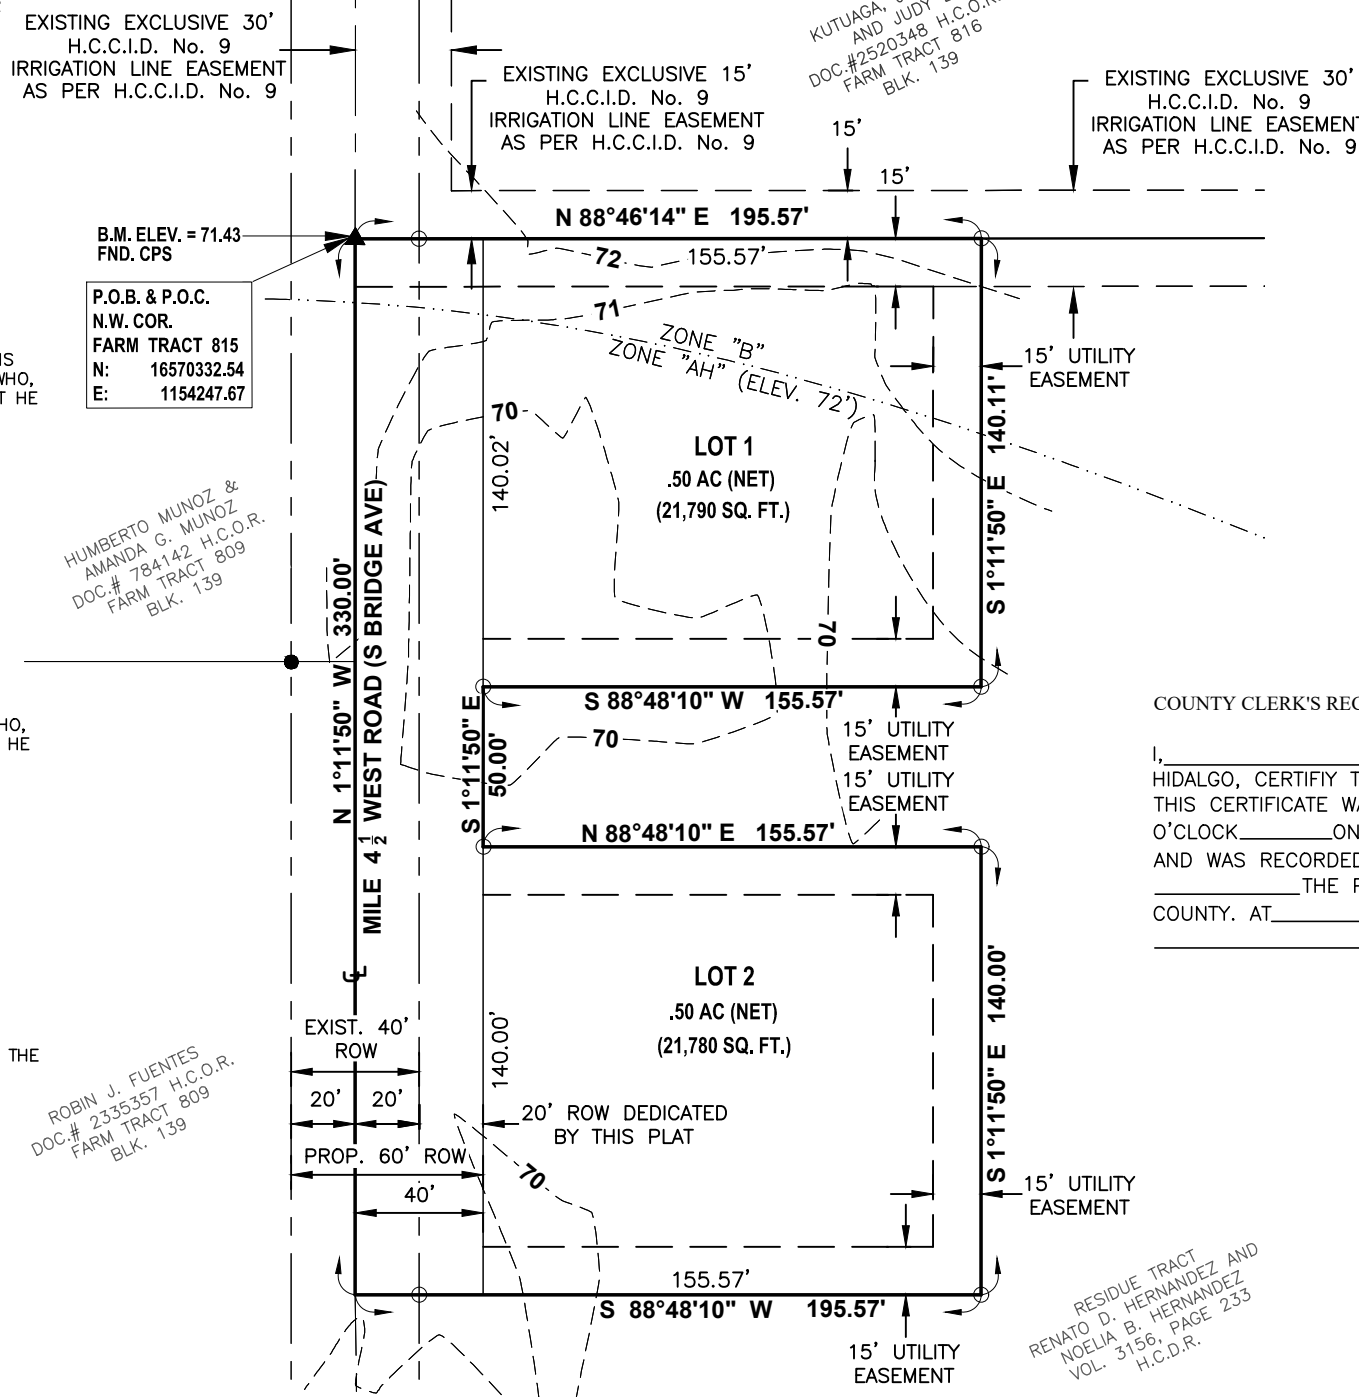 EXISTING EXCLUSIVE 30'
H.C.C.I.D. No. 9
IRRIGATION LINE EASEMENT
AS PER H.C.C.I.D. No. 9
EXISTING EXCLUSIVE 15'
H.C.C.I.D. No. 9
IRRIGATION LINE EASEMENT
AS PER H.C.C.I.D. No. 9
KUTUAGA,
AND JUDY
DOC.#2520348 H.C.O.R.
FARM TRACT 816
BLK. 139
EXISTING EXCLUSIVE 30'
H.C.C.I.D. No. 9
IRRIGATION LINE EASEMENT
AS PER H.C.C.I.D. No. 9
15'
15'
N 88°46'14" E 195.57'
B.M. ELEV. = 71.43
FND. CPS
72
155.57'
P.O.B. & P.O.C.
N.W. COR.
FARM TRACT 815
N: 16570332.54
E: 1154247.67
71
ZONE "B"
ZONE "AH" (ELEV. 72')
15' UTILITY
EASEMENT
WHO,
HE
70
LOT 1
.50 AC (NET)
(21,790 SQ. FT.)
140.02'
S 1°11'50" E 140.11'
HUMBERTO MUNOZ &
AMANDA G. MUNOZ
DOC.# 784142 H.C.O.R.
FARM TRACT 809
BLK. 139
N 1°11'50" W 330.00'
MILE 4 1/2 WEST ROAD (S BRIDGE AVE)
70
S 88°48'10" W 155.57'
S 1°11'50" E
50.00'
70
15' UTILITY
EASEMENT
15' UTILITY
EASEMENT
HO,
HE
COUNTY CLERK'S REC
I,
HIDALGO, CERTIFIY T
THIS CERTIFICATE WA
O'CLOCK ON
AND WAS RECORDED
THE
COUNTY. AT
N 88°48'10" E 155.57'
LOT 2
.50 AC (NET)
(21,780 SQ. FT.)
140.00'
S 1°11'50" E 140.00'
THE
ROBIN J. FUENTES
DOC.# 2335357 H.C.O.R.
FARM TRACT 809
BLK. 139
EXIST. 40'
ROW
20' 20'
20' ROW DEDICATED
BY THIS PLAT
PROP. 60' ROW
40'
70
15' UTILITY
EASEMENT
155.57'
S 88°48'10" W 195.57'
15' UTILITY
EASEMENT
RESIDUE TRACT
RENATO D. HERNANDEZ AND
NOELIA B. HERNANDEZ
VOL. 3156, PAGE 233
H.C.D.R.